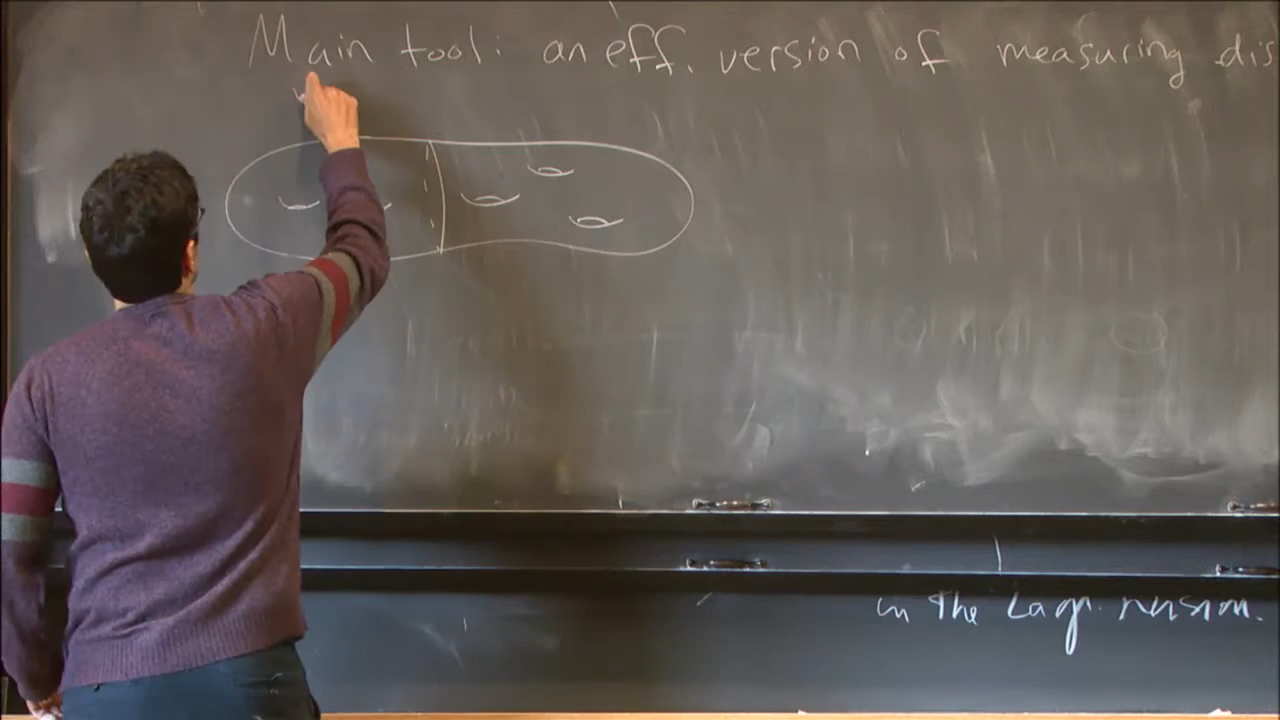 Main tool: an eff. version of measuring dis
in the Lagr. version.